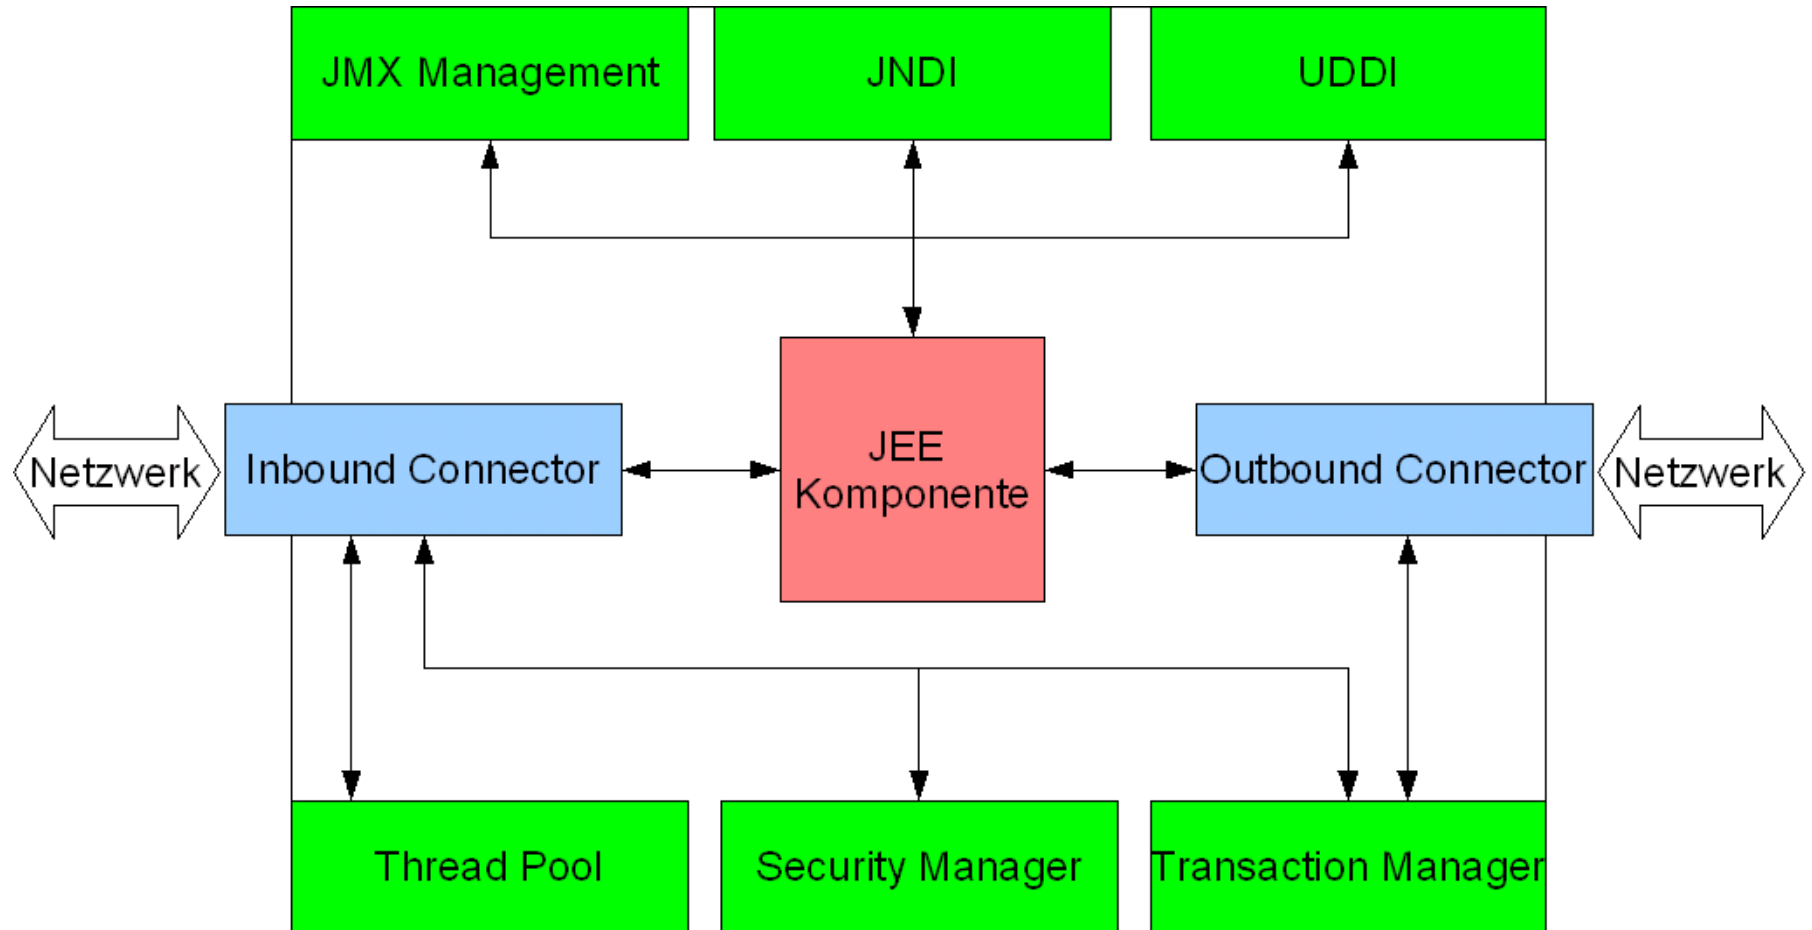 JMX Management
JNDI
UDDI
Netzwerk
Inbound Connector
JEE
Komponente
Outbound Connector
Netzwerk
Thread Pool
Security Manager
Transaction Manager